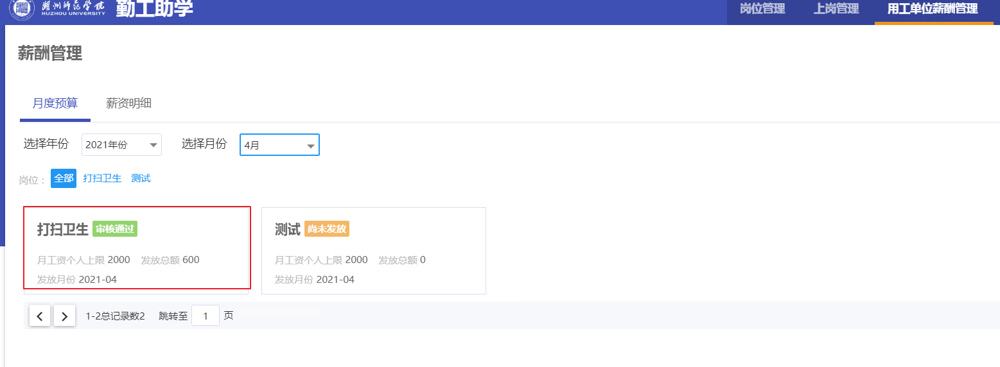 湖州师范学院 勤工助学 岗位管理 上岗管理 用工单位薪酬管理
HUZHOU UNIVERSITY
薪酬管理
月度预算 薪资明细
选择年份 2021年份 选择月份 4月
岗位： 全部 打扫卫生 测试
打扫卫生 审核通过
月工资个人上限 2000 发放总额 600
发放月份 2021-04
测试 尚未发放
月工资个人上限 2000 发放总额 0
发放月份 2021-04
1-2总记录数2 跳转至 1 页